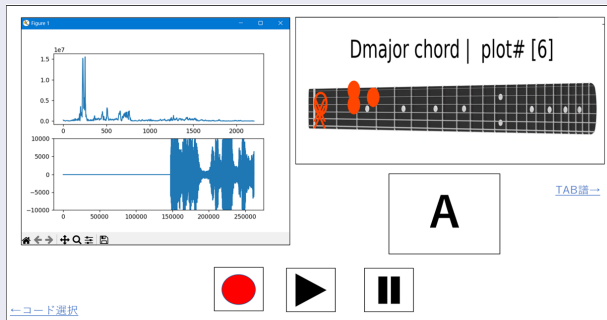 Figure 1
1e7
1.5
1.0
0.5
0.0
0 500 1000 1500 2000
10000
5000
0
−5000
−10000
0 50000 100000 150000 200000 250000
Dmajor chord | plot# [6]
A
TAB譜→
←コード選択